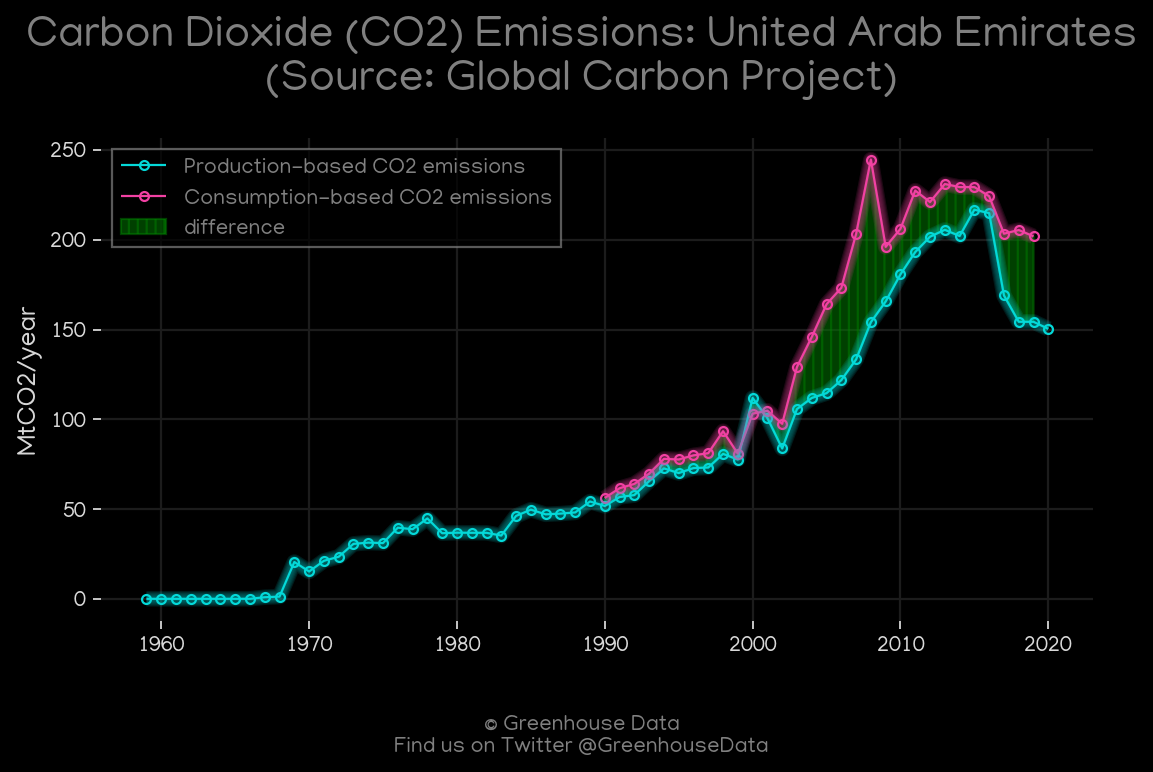 Carbon Dioxide (CO2) Emissions: United Arab Emirates
(Source: Global Carbon Project)
250
Production-based CO2 emissions
Consumption-based CO2 emissions
difference
200
150
100
50
0
MtCO2/year
1960 1970 1980 1990 2000 2010 2020
© Greenhouse Data
Find us on Twitter @GreenhouseData